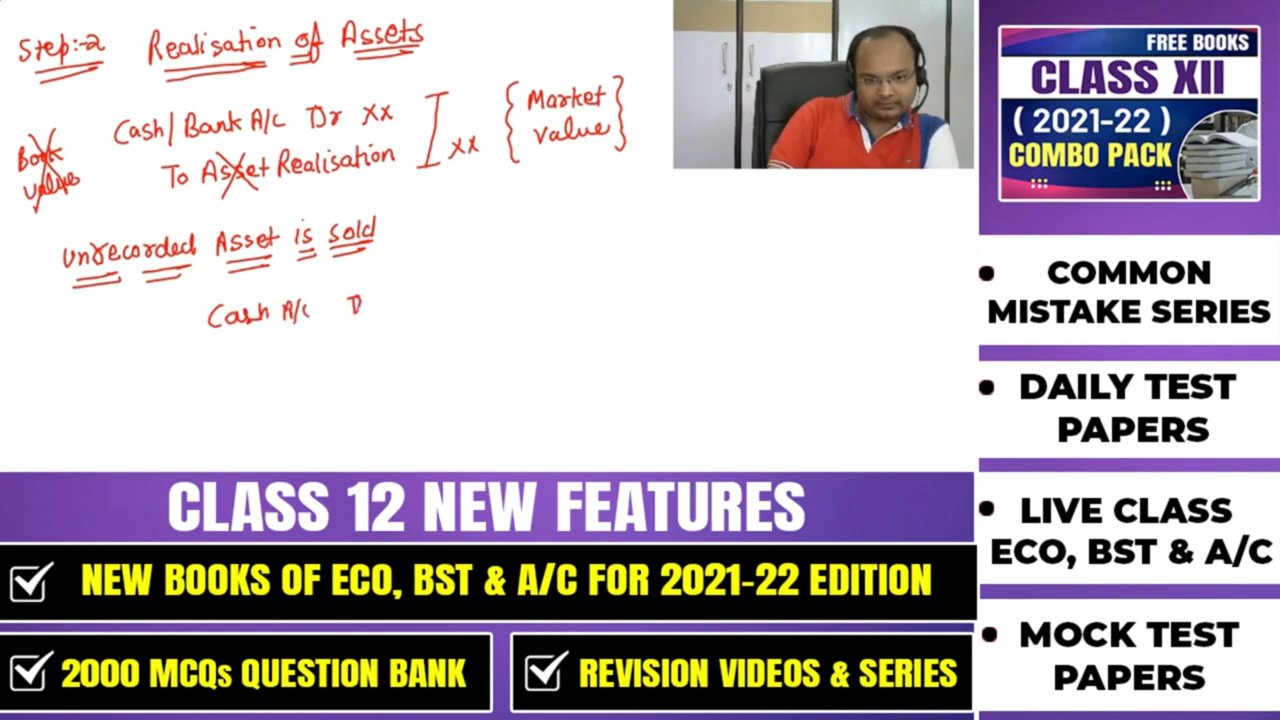 Step:-2 Realisation of Assets
Cash/Bank A/C Dr xx
To Asset Realisation xx
{Market value}
Book value
unrecorded Asset is sold
Cash A/C D
FREE BOOKS
CLASS XII
( 2021-22 )
COMBO PACK
• COMMON
MISTAKE SERIES
• DAILY TEST
PAPERS
• LIVE CLASS
ECO, BST & A/C
• MOCK TEST
PAPERS
CLASS 12 NEW FEATURES
NEW BOOKS OF ECO, BST & A/C FOR 2021-22 EDITION
2000 MCQs QUESTION BANK
REVISION VIDEOS & SERIES